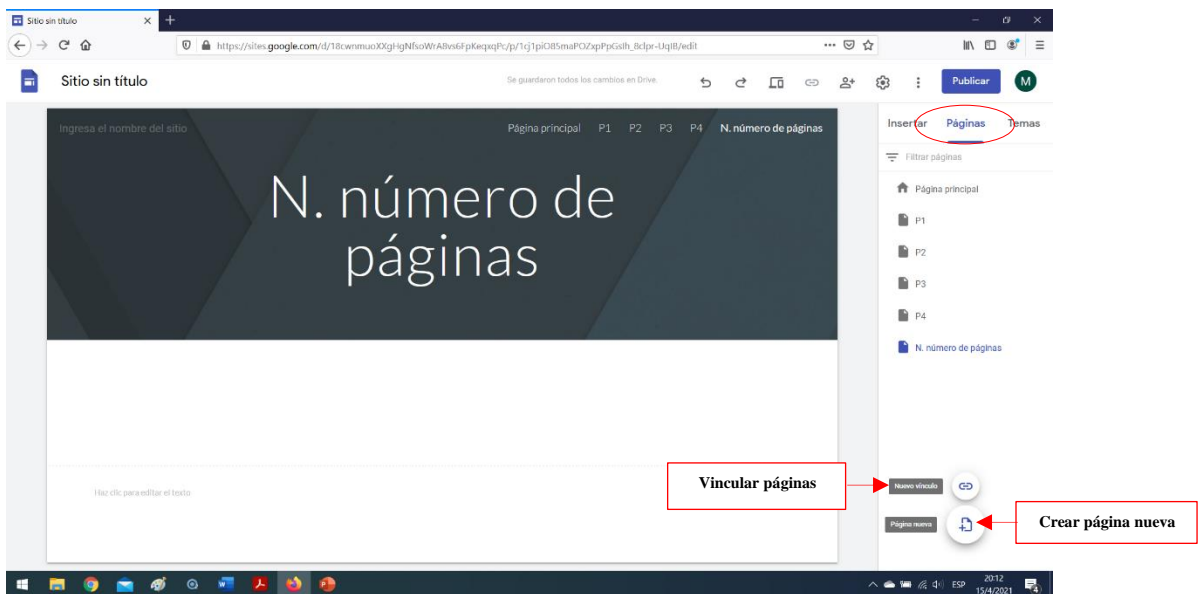 Sitio sin título
https://sites.google.com/d/18cwnmuoXXgHgNfsoWrA8vs6FpKeqxqPc/p/1cj1piO85maPOZxpPpGslh_8clpr-UqIB/edit
Sitio sin título
Se guardaron todos los cambios en Drive.
Publicar
M
Ingresa el nombre del sitio
Página principal P1 P2 P3 P4 N. número de páginas
N. número de
páginas
Haz clic para editar el texto
Insertar Páginas Temas
Filtrar páginas
Página principal
P1
P2
P3
P4
N. número de páginas
Vincular páginas
Nuevo vínculo
Página nueva
Crear página nueva
ESP
20:12
15/4/2021
4